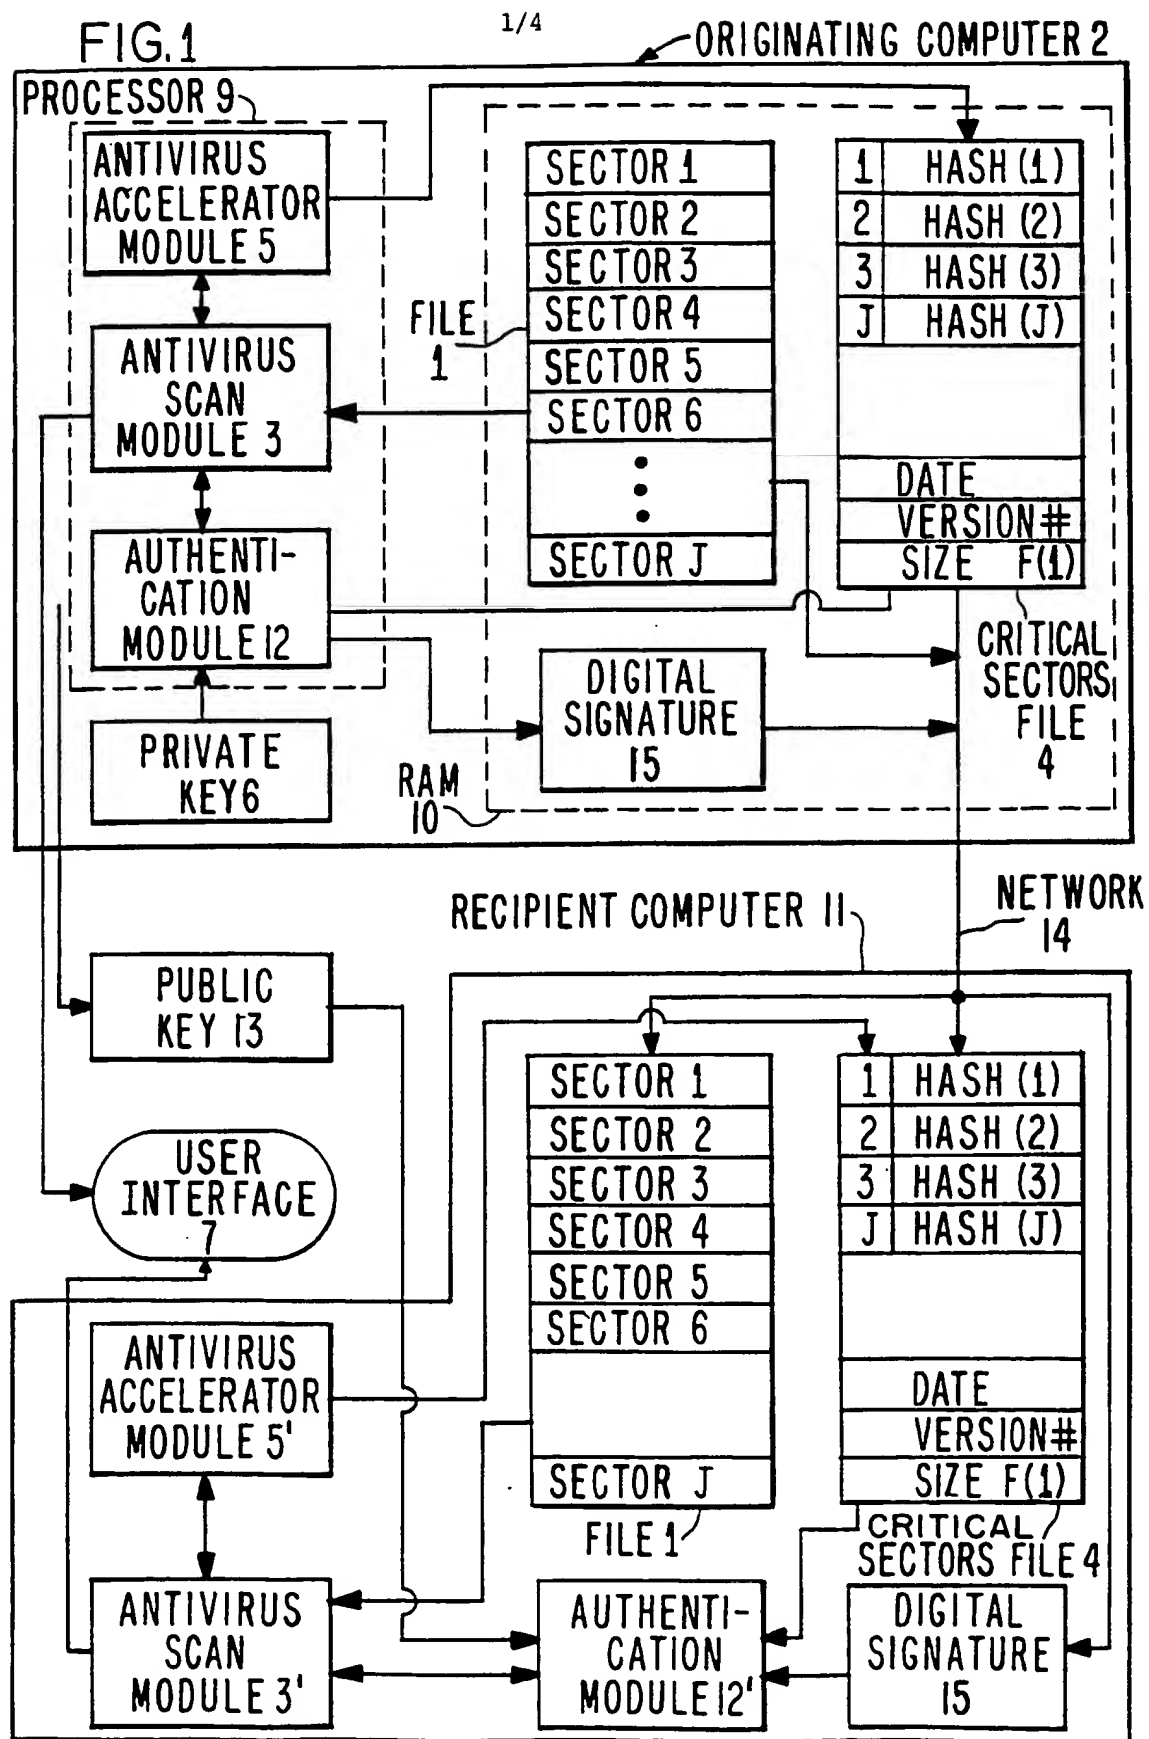 1/4
FIG.1
ORIGINATING COMPUTER 2
PROCESSOR 9
ANTIVIRUS
ACCELERATOR
MODULE 5
ANTIVIRUS
SCAN
MODULE 3
AUTHENTI-
CATION
MODULE 12
PRIVATE
KEY 6
FILE
1
SECTOR 1
SECTOR 2
SECTOR 3
SECTOR 4
SECTOR 5
SECTOR 6
SECTOR J
1 HASH (1)
2 HASH (2)
3 HASH (3)
J HASH (J)
DATE
VERSION #
SIZE F(1)
CRITICAL
SECTORS
FILE
4
DIGITAL
SIGNATURE
15
RAM
10
NETWORK
14
RECIPIENT COMPUTER 11
PUBLIC
KEY 13
USER
INTERFACE
7
SECTOR 1
SECTOR 2
SECTOR 3
SECTOR 4
SECTOR 5
SECTOR 6
SECTOR J
FILE 1
1 HASH (1)
2 HASH (2)
3 HASH (3)
J HASH (J)
DATE
VERSION #
SIZE F(1)
CRITICAL
SECTORS FILE 4
ANTIVIRUS
ACCELERATOR
MODULE 5'
ANTIVIRUS
SCAN
MODULE 3'
AUTHENTI-
CATION
MODULE 12'
DIGITAL
SIGNATURE
15